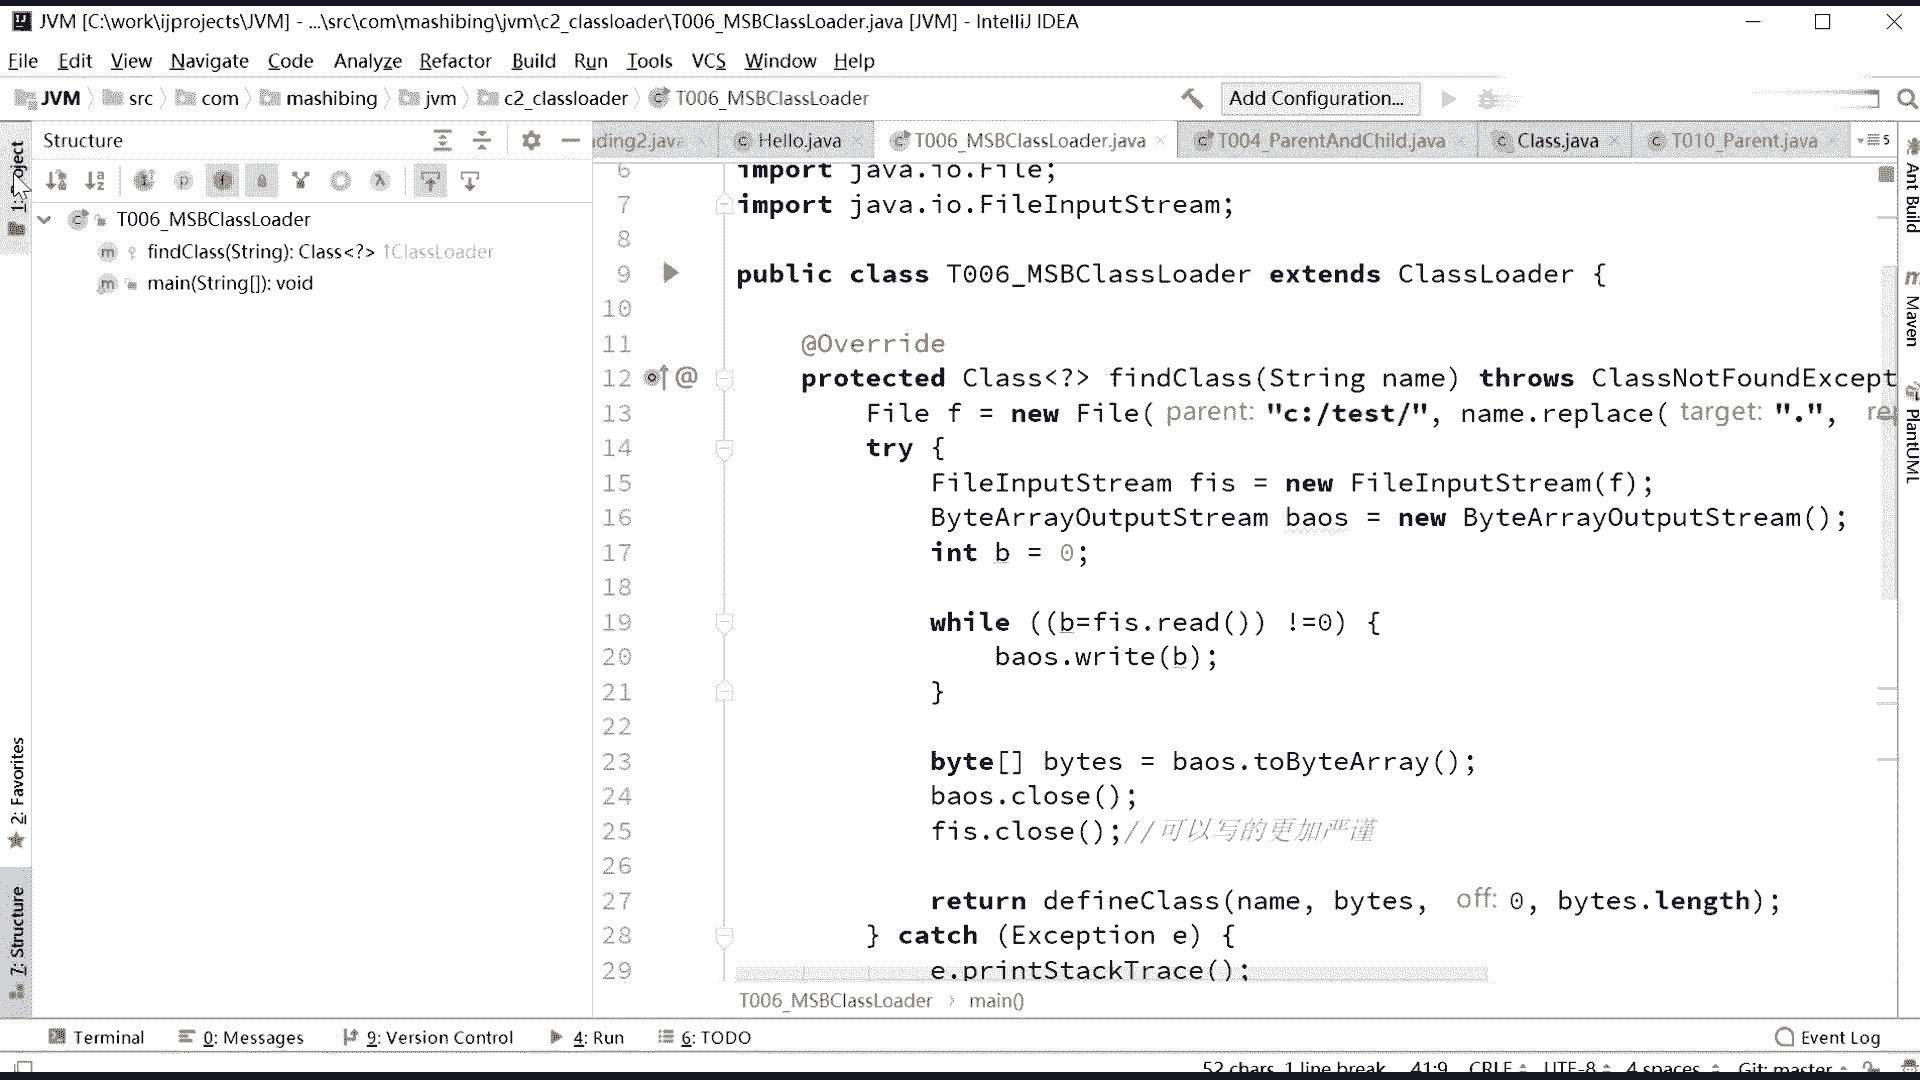 JVM [C:\work\ijprojects\JVM] - ...\src\com\mashibing\jvm\c2_classloader\T006_MSBClassLoader.java [JVM] - IntelliJ IDEA
File Edit View Navigate Code Analyze Refactor Build Run Tools VCS Window Help
JVM src com mashibing jvm c2_classloader T006_MSBClassLoader Add Configuration...
Structure
ding2.java Hello.java T006_MSBClassLoader.java T004_ParentAndChild.java Class.java T010_Parent.java 5
T006_MSBClassLoader
findClass(String): Class<?> ↑ClassLoader
main(String[]): void
6 import java.io.File;
7 import java.io.FileInputStream;
8
9 public class T006_MSBClassLoader extends ClassLoader {
10
11 @Override
12 @ protected Class<?> findClass(String name) throws ClassNotFoundExcept
13 File f = new File( parent: "c:/test/", name.replace( target: ".", rep
14 try {
15 FileInputStream fis = new FileInputStream(f);
16 ByteArrayOutputStream baos = new ByteArrayOutputStream();
17 int b = 0;
18
19 while ((b=fis.read()) !=0) {
20 baos.write(b);
21 }
22
23 byte[] bytes = baos.toByteArray();
24 baos.close();
25 fis.close();//可以写的更加严谨
26
27 return defineClass(name, bytes, off: 0, bytes.length);
28 } catch (Exception e) {
29 e.printStackTrace();
T006_MSBClassLoader › main()
1: Project
2: Favorites
7: Structure
Ant Build
Maven
PlantUML
Terminal 0: Messages 9: Version Control 4: Run 6: TODO Event Log
52 chars, 1 line break 41:9 CRLF UTF-8 4 spaces Git: master